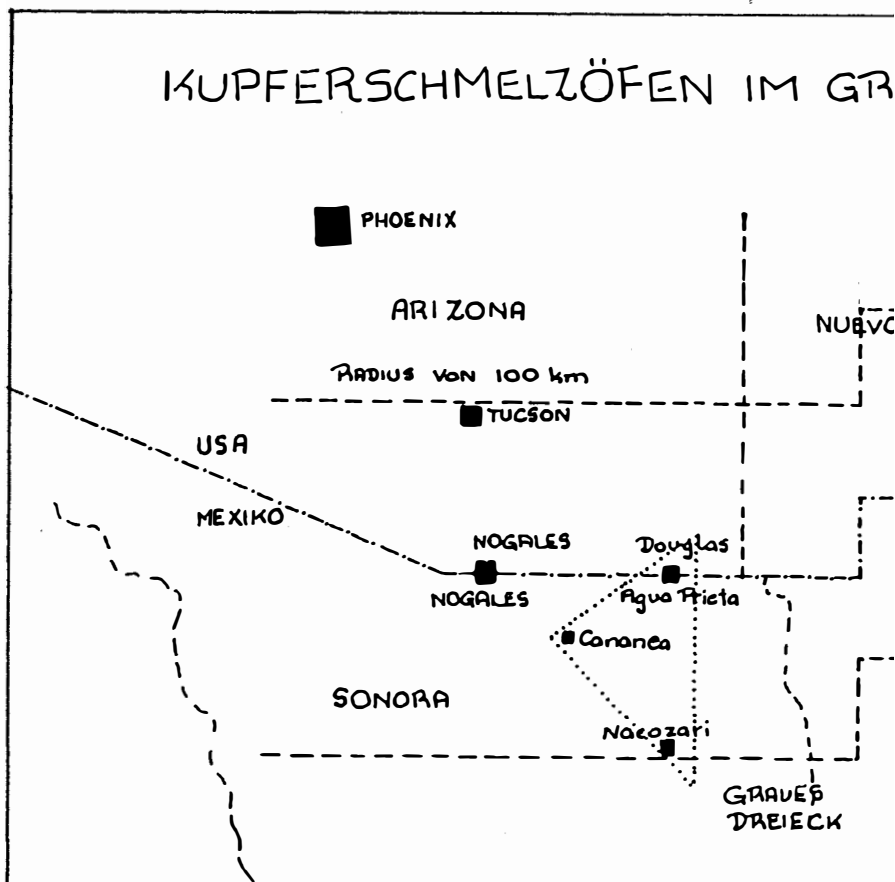 KUPFERSCHMELZÖFEN IM GR
PHOENIX
ARIZONA
NUEVO
RADIUS VON 100 km
TUCSON
USA
MEXIKO
NOGALES
Douglas
NOGALES
Agua Prieta
Cananea
SONORA
Nacozari
GRAUES
DREIECK